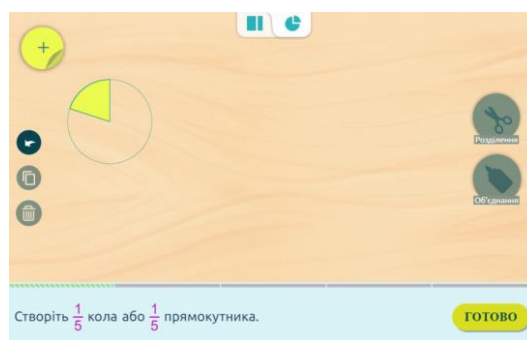 +
Розділення
Об'єднання
Створіть 1/5 кола або 1/5 прямокутника.
ГОТОВО